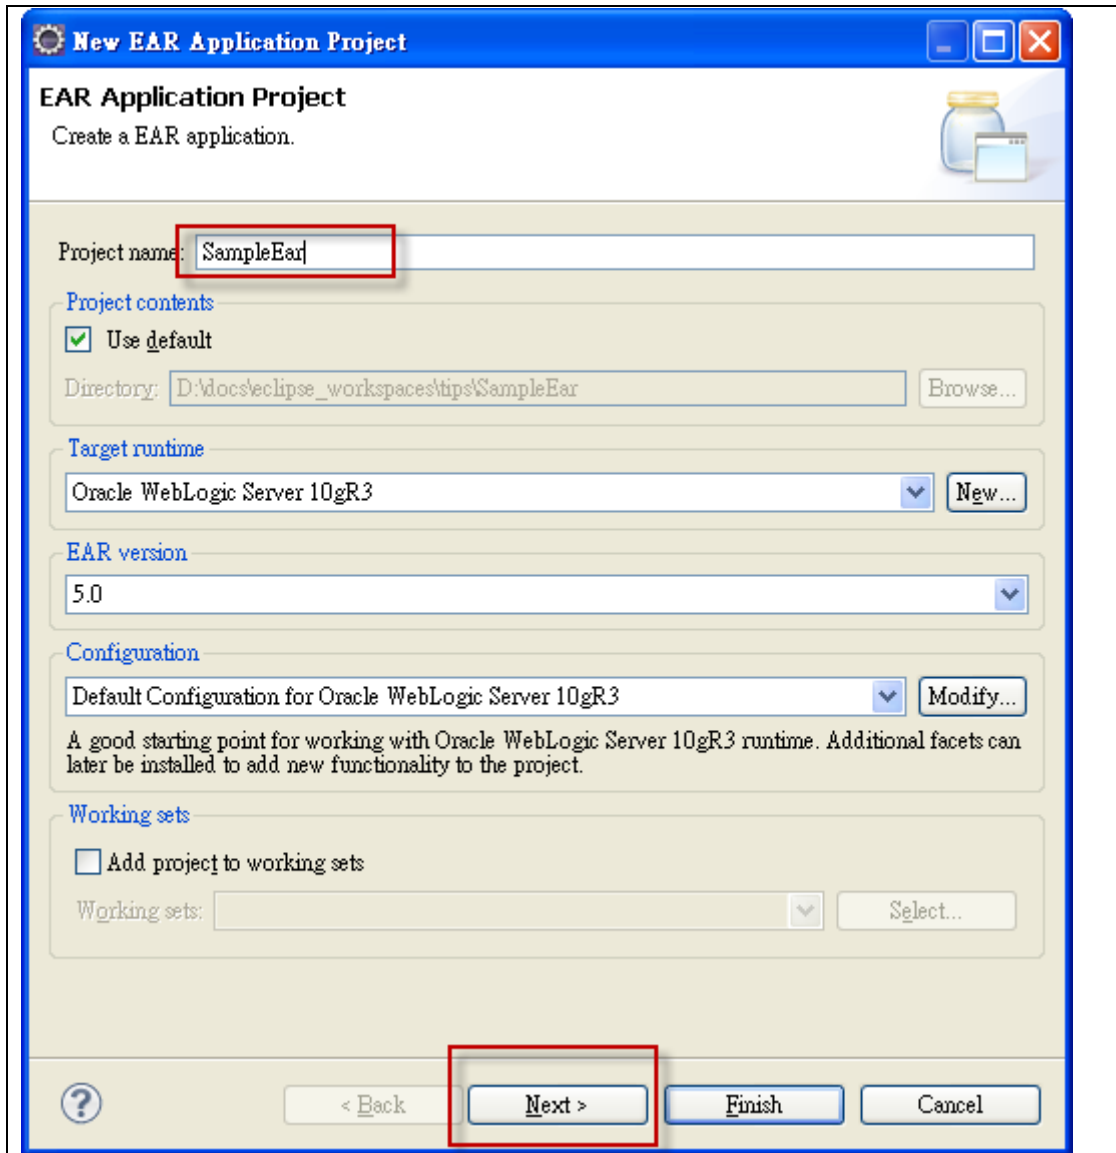 New EAR Application Project
EAR Application Project
Create a EAR application.
Project name: SampleEar
Project contents
Use default
Directory: D:\docs\eclipse_workspaces\tips\SampleEar Browse...
Target runtime
Oracle WebLogic Server 10gR3 New...
EAR version
5.0
Configuration
Default Configuration for Oracle WebLogic Server 10gR3 Modify...
A good starting point for working with Oracle WebLogic Server 10gR3 runtime. Additional facets can
later be installed to add new functionality to the project.
Working sets
Add project to working sets
Working sets: Select...
? < Back Next > Finish Cancel